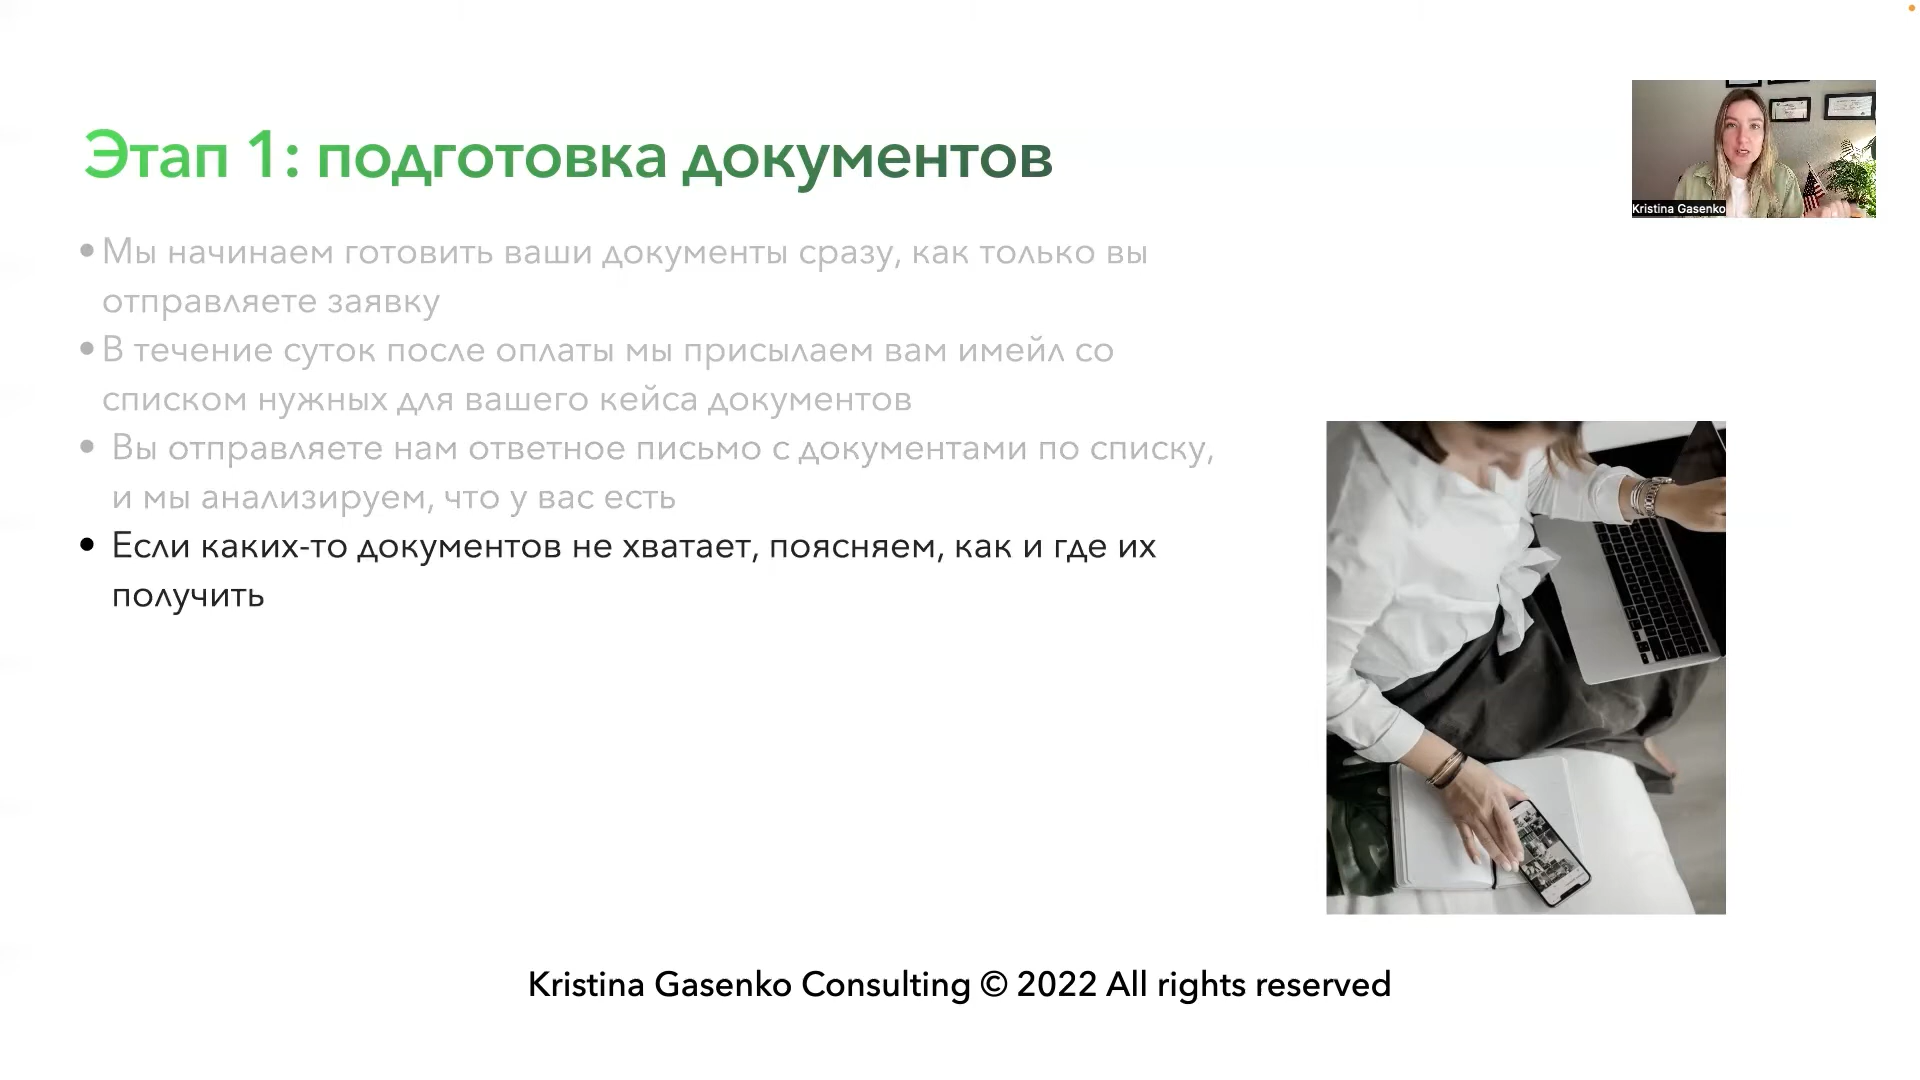 Этап 1: подготовка документов
Kristina Gasenko
• Мы начинаем готовить ваши документы сразу, как только вы
отправляете заявку
• В течение суток после оплаты мы присылаем вам имейл со
списком нужных для вашего кейса документов
• Вы отправляете нам ответное письмо с документами по списку,
и мы анализируем, что у вас есть
• Если каких-то документов не хватает, поясняем, как и где их
получить
Kristina Gasenko Consulting © 2022 All rights reserved